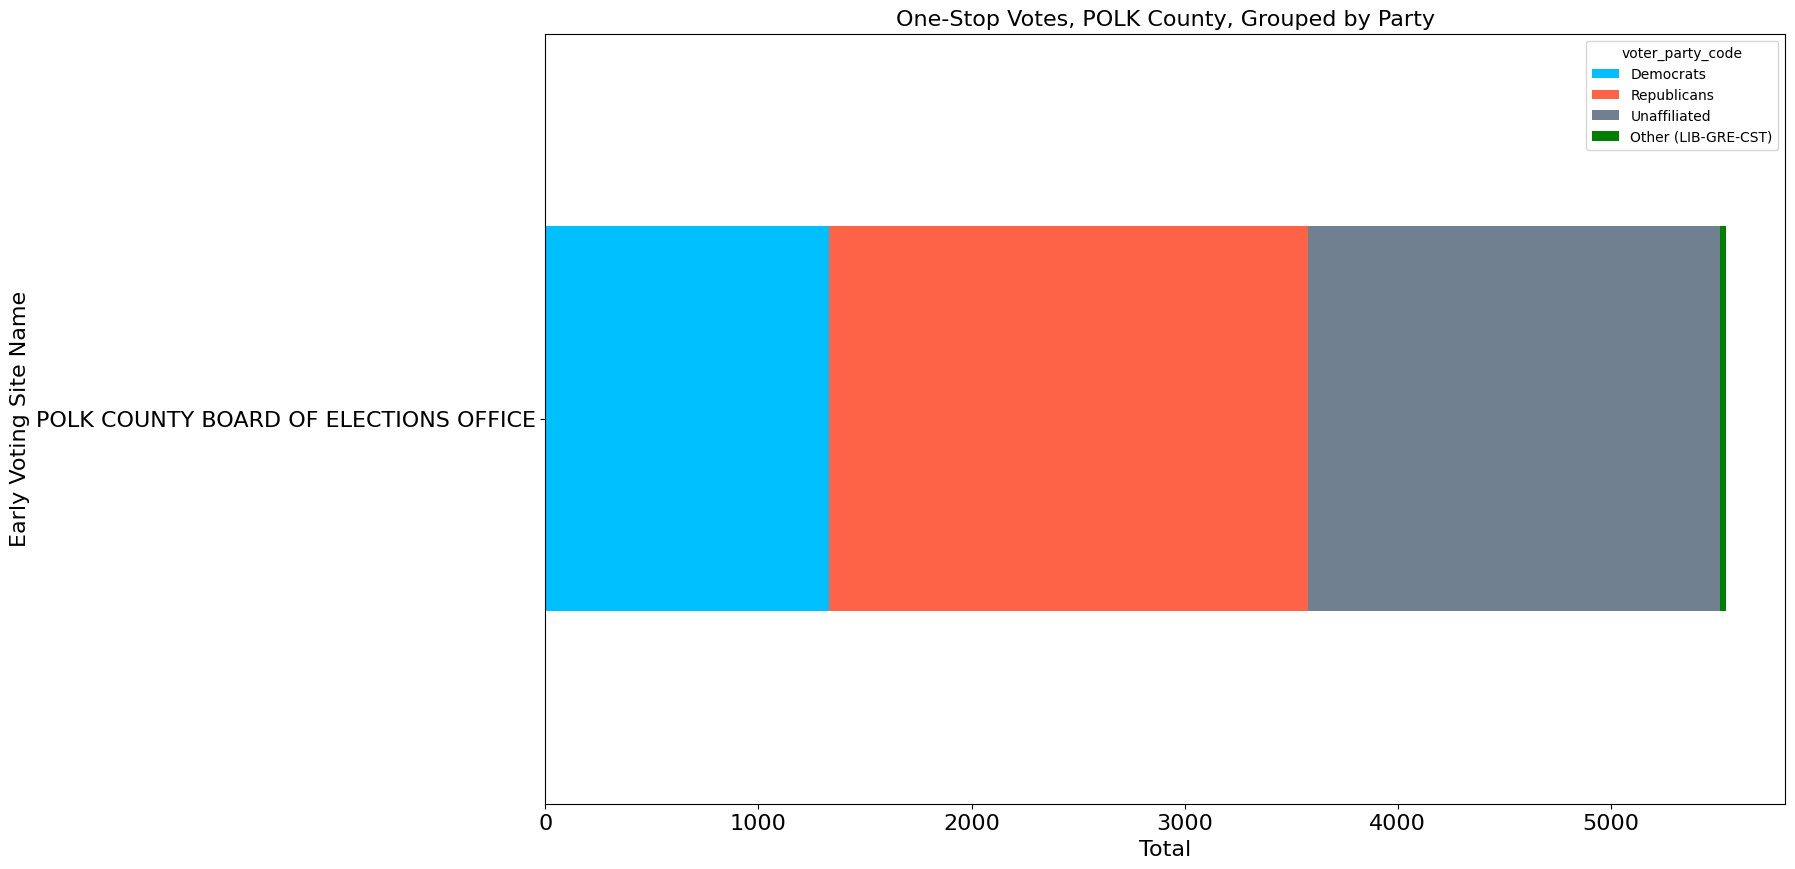 One-Stop Votes, POLK County, Grouped by Party
voter_party_code
Democrats
Republicans
Unaffiliated
Other (LIB-GRE-CST)
Early Voting Site Name
POLK COUNTY BOARD OF ELECTIONS OFFICE
0 1000 2000 3000 4000 5000
Total